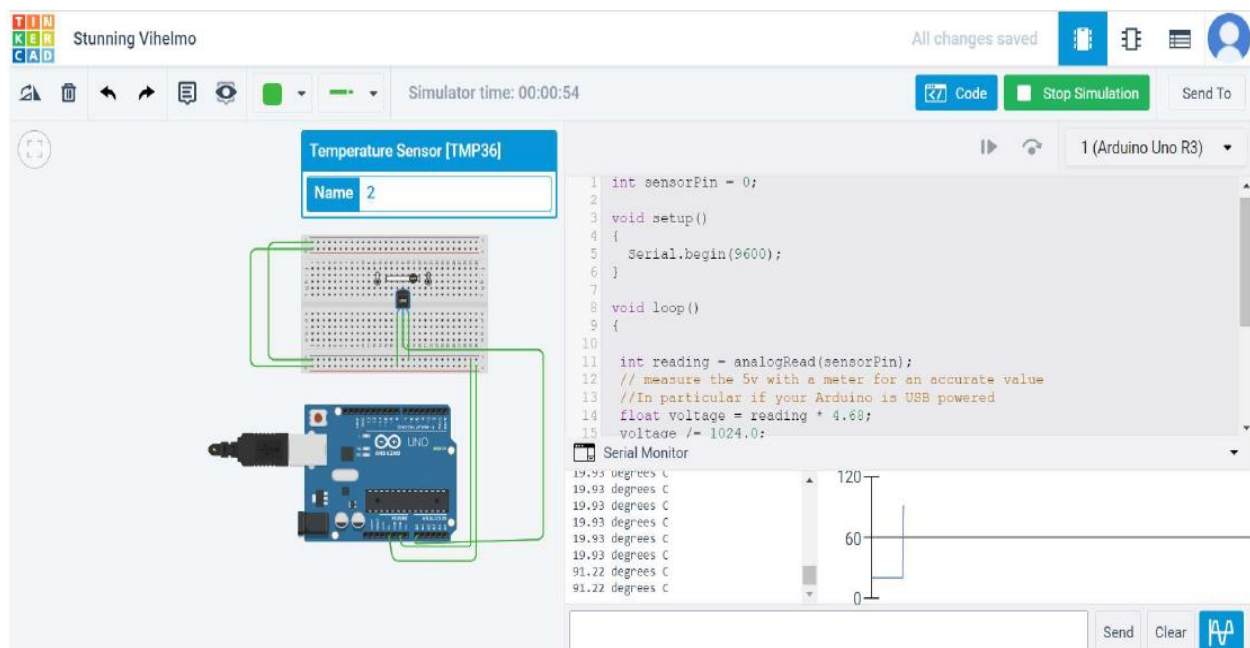 TIN
KER
CAD
Stunning Vihelmo
All changes saved
Simulator time: 00:00:54
Code
Stop Simulation
Send To
1 (Arduino Uno R3)
Temperature Sensor [TMP36]
Name 2
1 int sensorPin = 0;
2
3 void setup()
4 {
5 Serial.begin(9600);
6 }
7
8 void loop()
9 {
10
11 int reading = analogRead(sensorPin);
12 // measure the 5v with a meter for an accurate value
13 //In particular if your Arduino is USB powered
14 float voltage = reading * 4.68;
15 voltage /= 1024.0;
UNO
ARDUINO
Serial Monitor
19.93 degrees C
19.93 degrees C
19.93 degrees C
19.93 degrees C
19.93 degrees C
19.93 degrees C
91.22 degrees C
91.22 degrees C
120
60
0
Send
Clear